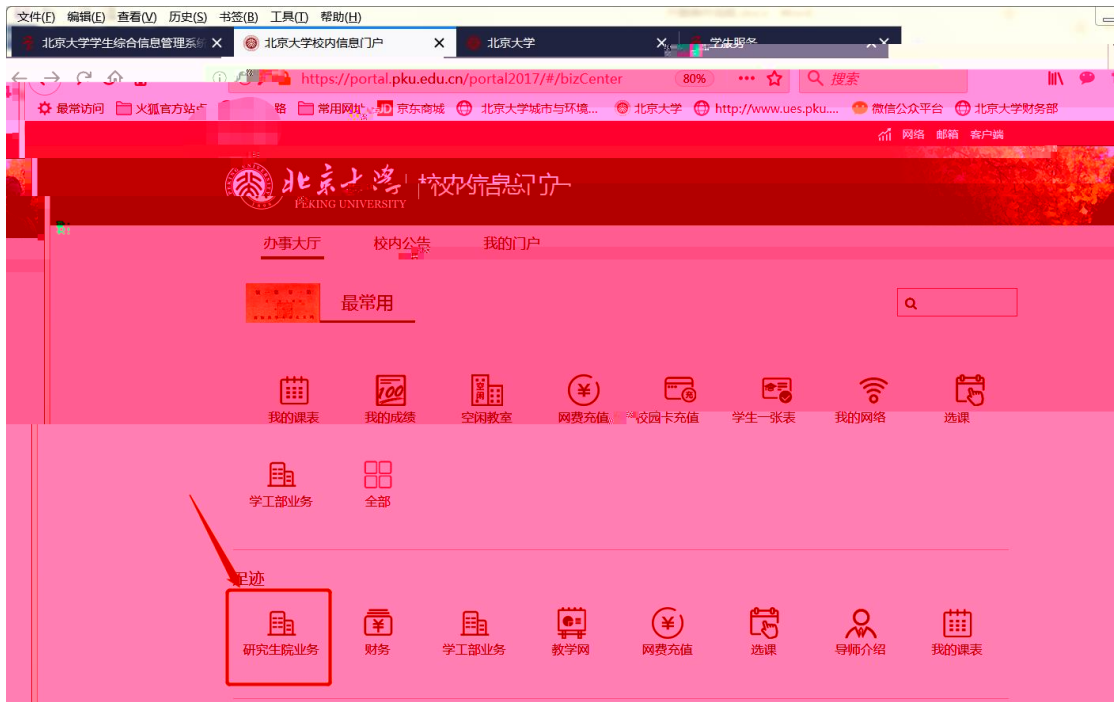 文件(F) 编辑(E) 查看(V) 历史(S) 书签(B) 工具(T) 帮助(H)
北京大学学生综合信息管理系统 北京大学校内信息门户 北京大学 学生服务
https://portal.pku.edu.cn/portal2017/#/bizCenter 80% 搜索
最常访问 火狐官方站点 常用网址 JD 京东商城 北京大学城市与环境... 北京大学 http://www.ues.pku.... 微信公众平台 北京大学财务部
网络 邮箱 客户端
北京大学 校内信息门户
PEKING UNIVERSITY
办事大厅 校内公告 我的门户
最常用
我的课表 我的成绩 空闲教室 网费充值 校园卡充值 学生一张表 我的网络 选课
学工部业务 全部
足迹
研究生院业务 财务 学工部业务 教学网 网费充值 选课 导师介绍 我的课表